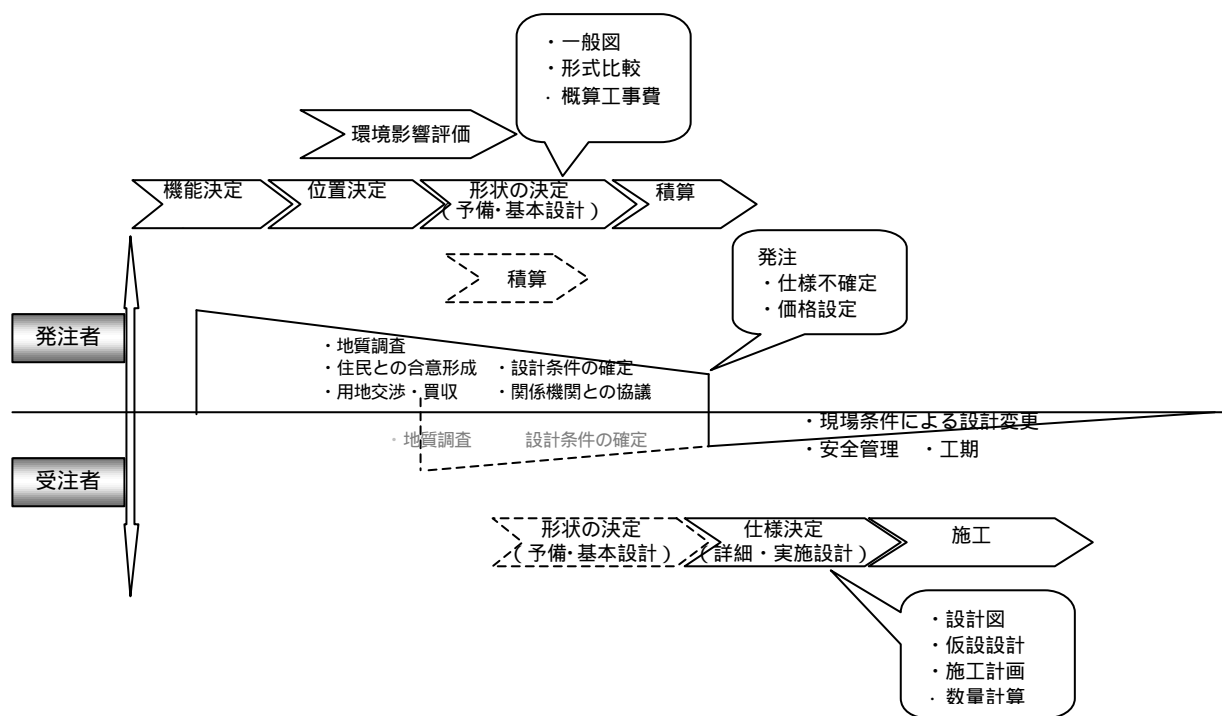 ・一般図
・形式比較
・概算工事費
環境影響評価
機能決定
位置決定
形状の決定
(予備・基本設計)
積算
積算
発注
・仕様不確定
・価格設定
発注者
・地質調査
・住民との合意形成 ・設計条件の確定
・用地交渉・買収 ・関係機関との協議
・現場条件による設計変更
・地質調査 設計条件の確定
・安全管理 ・工期
受注者
形状の決定
(予備・基本設計)
仕様決定
(詳細・実施設計)
施工
・設計図
・仮設設計
・施工計画
・数量計算